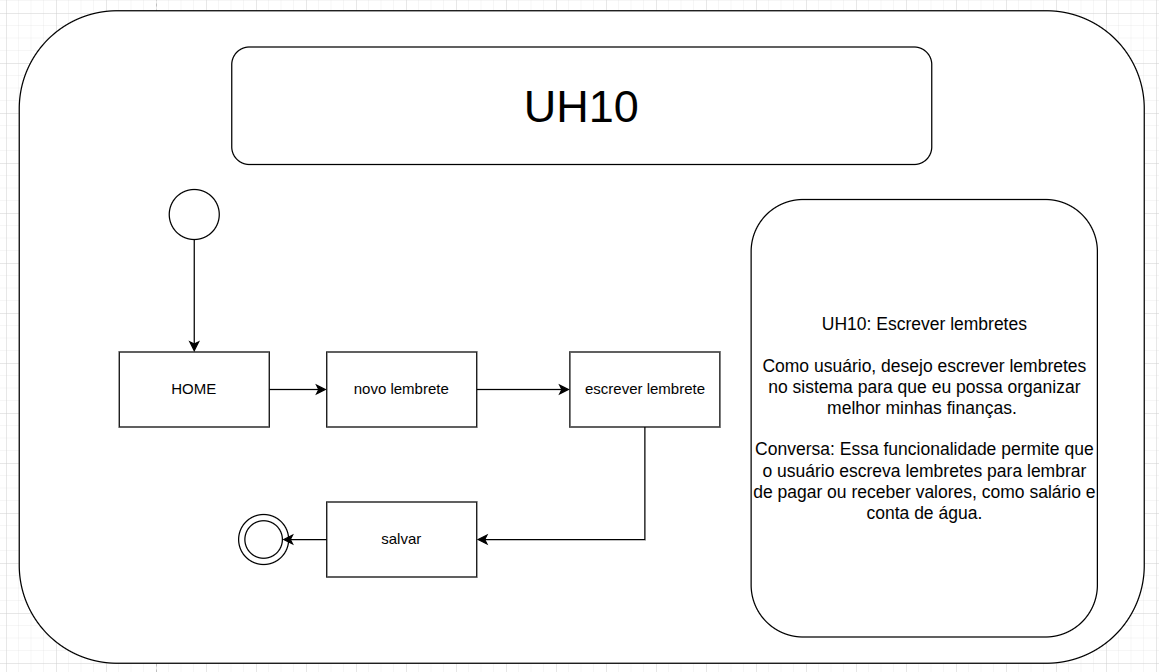 UH10
HOME
novo lembrete
escrever lembrete
salvar
UH10: Escrever lembretes
Como usuário, desejo escrever lembretes
no sistema para que eu possa organizar
melhor minhas finanças.
Conversa: Essa funcionalidade permite que
o usuário escreva lembretes para lembrar
de pagar ou receber valores, como salário e
conta de água.